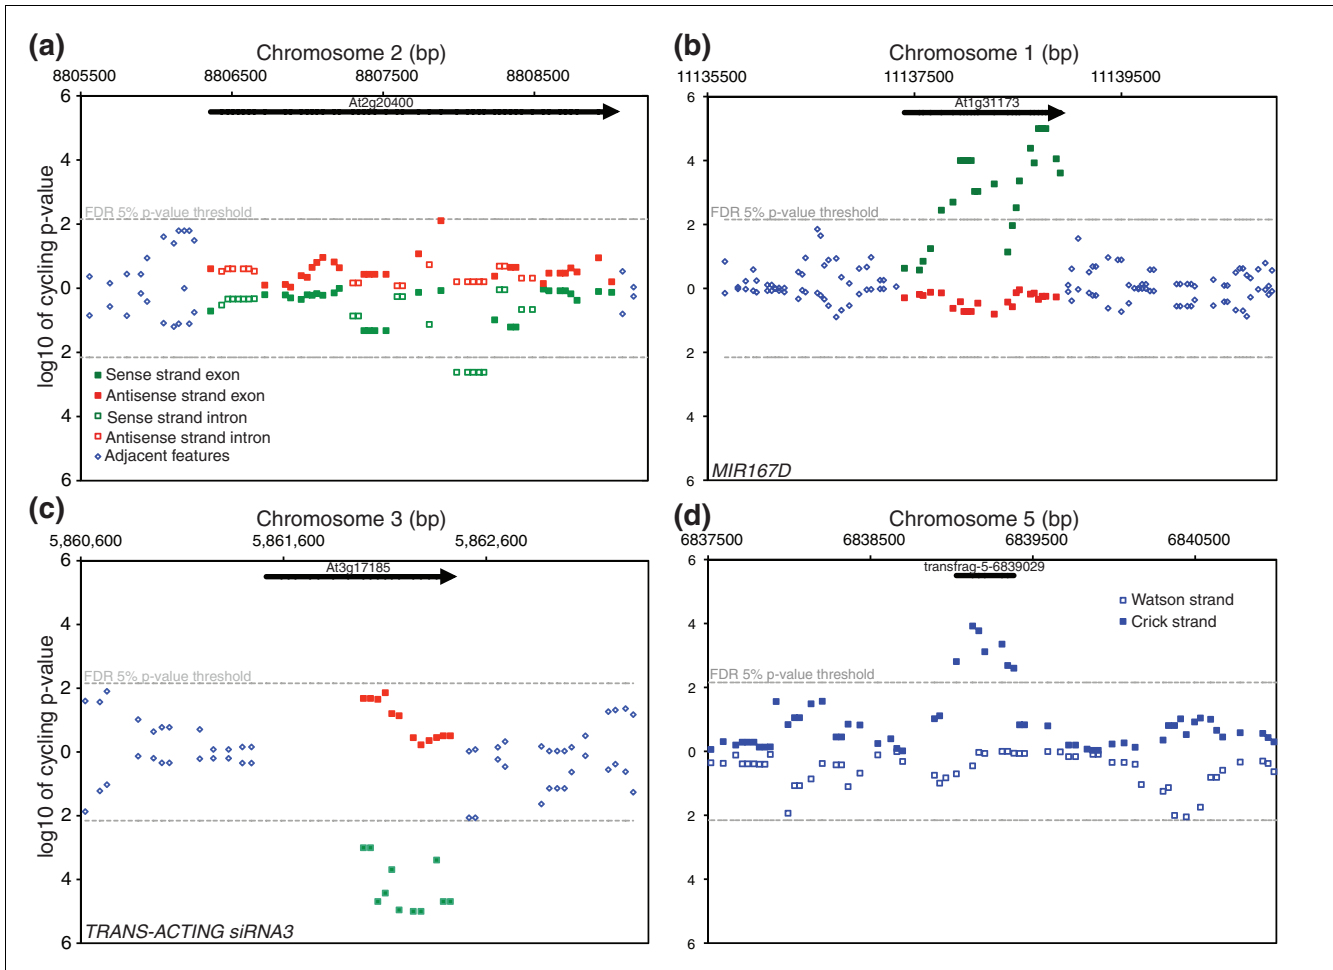 (a)
Chromosome 2 (bp)
8805500 8806500 8807500 8808500
At2g20400
6
4
2
0
2
4
6
log10 of cycling p-value
FDR 5% p-value threshold
Sense strand exon
Antisense strand exon
Sense strand intron
Antisense strand intron
Adjacent features
(b)
Chromosome 1 (bp)
11135500 11137500 11139500
At1g31173
6
4
2
0
2
4
6
FDR 5% p-value threshold
MIR167D
(c)
Chromosome 3 (bp)
5,860,600 5,861,600 5,862,600
At3g17185
6
4
2
0
2
4
6
log10 of cycling p-value
FDR 5% p-value threshold
TRANS-ACTING siRNA3
(d)
Chromosome 5 (bp)
6837500 6838500 6839500 6840500
transfrag-5-6839029
6
4
2
0
2
4
6
Watson strand
Crick strand
FDR 5% p-value threshold